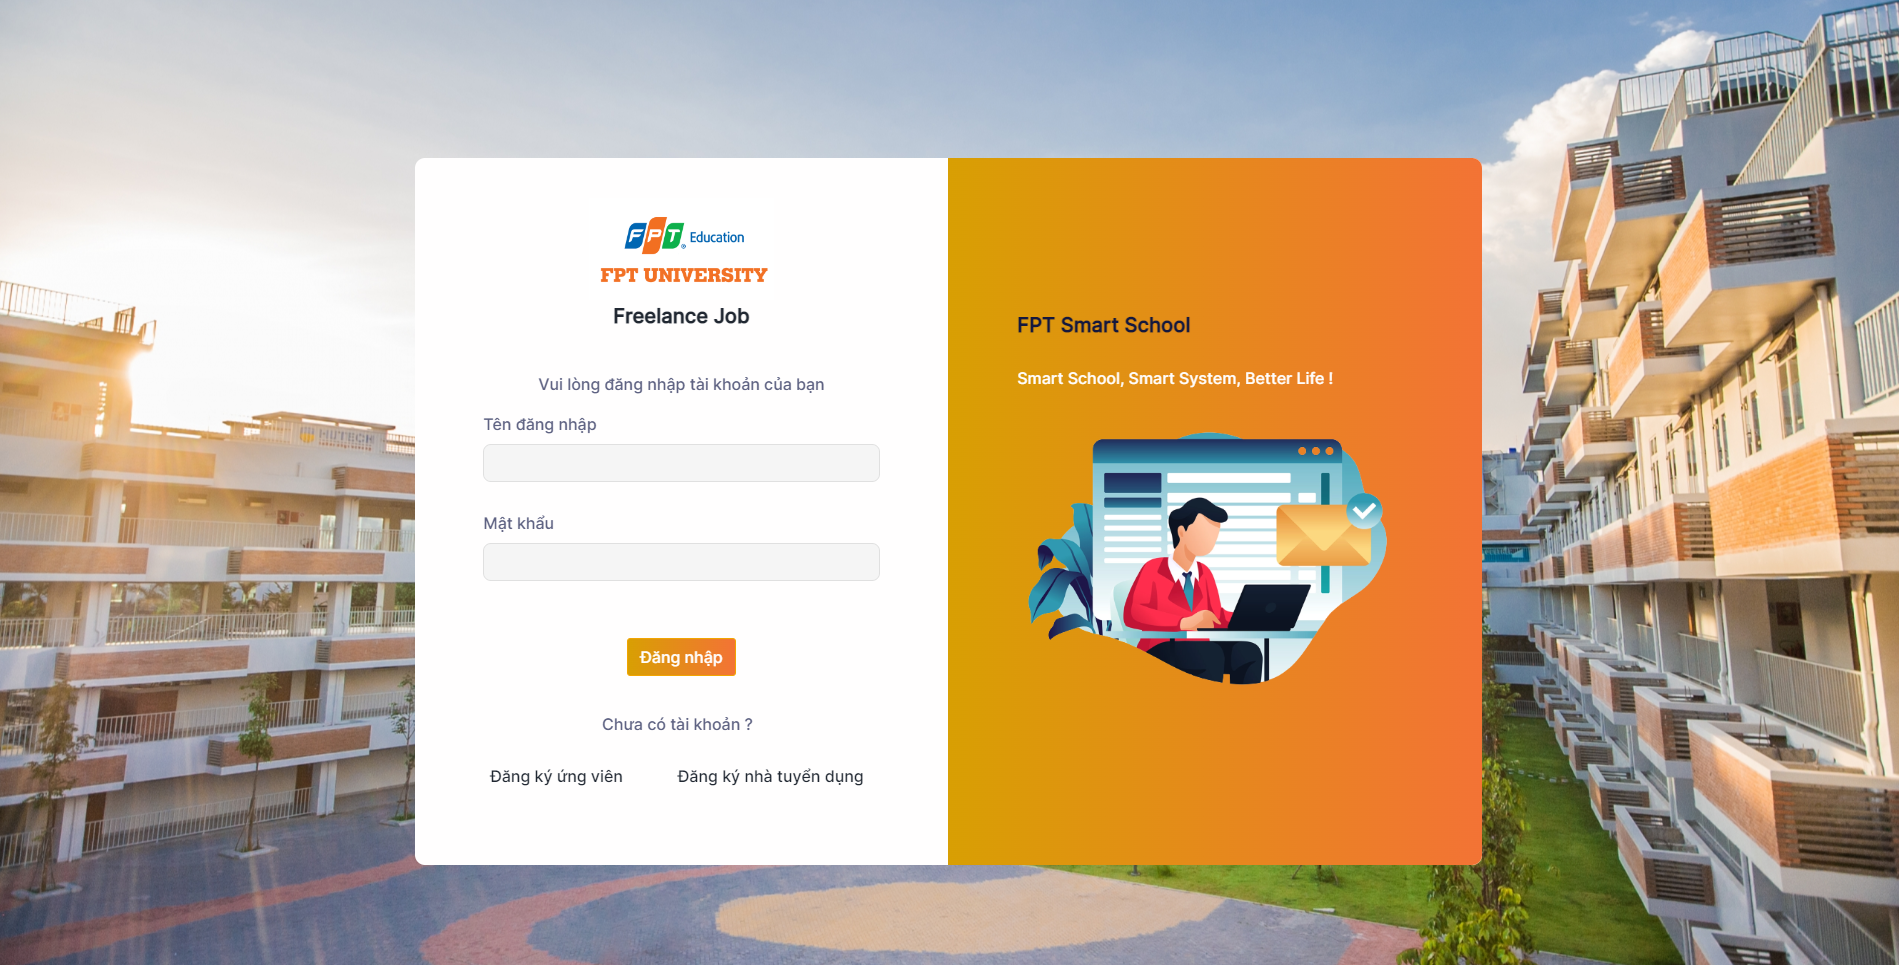 FPT Education
FPT UNIVERSITY
Freelance Job
Vui lòng đăng nhập tài khoản của bạn
Tên đăng nhập
Mật khẩu
Đăng nhập
Chưa có tài khoản ?
Đăng ký ứng viên
Đăng ký nhà tuyển dụng
FPT Smart School
Smart School, Smart System, Better Life !